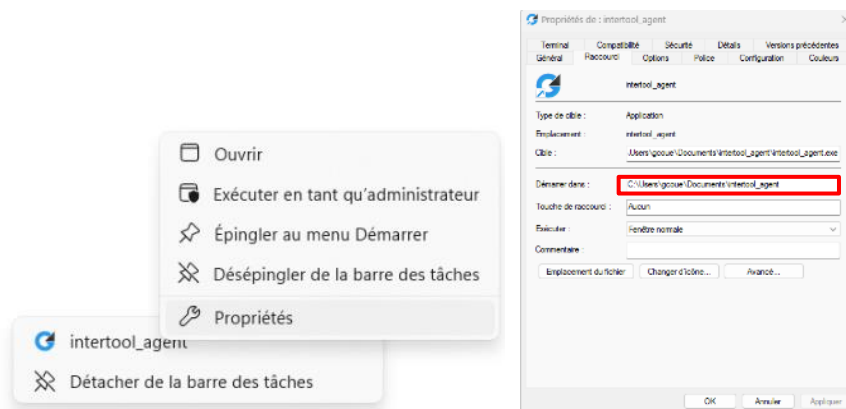 Ouvrir
Exécuter en tant qu'administrateur
Épingler au menu Démarrer
Désépingler de la barre des tâches
Propriétés
intertool_agent
Détacher de la barre des tâches
Propriétés de : intertool_agent
Terminal Compatibilité Sécurité Détails Versions précédentes
Général Raccourci Options Police Configuration Couleurs
intertool_agent
Type de cible : Application
Emplacement : intertool_agent
Cible : .Users\gcoue\Documents\intertool_agent\intertool_agent.exe
Démarrer dans : C:\Users\gcoue\Documents\intertool_agent
Touche de raccourci : Aucun
Exécuter : Fenêtre normale
Commentaire :
Emplacement du fichier Changer d'icône... Avancé...
OK Annuler Appliquer